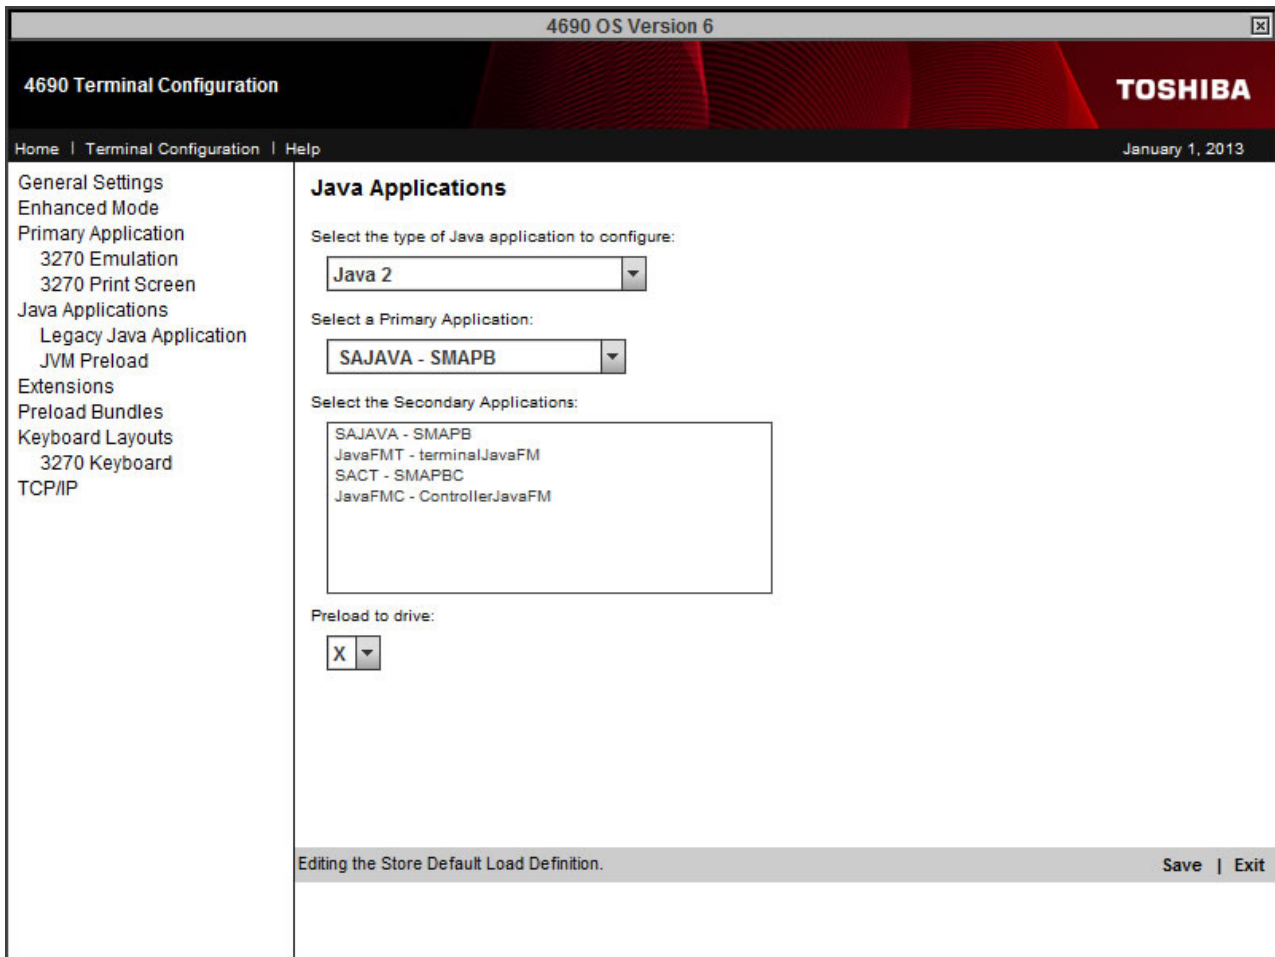 4690 OS Version 6
4690 Terminal Configuration
TOSHIBA
Home | Terminal Configuration | Help
January 1, 2013
General Settings
Enhanced Mode
Primary Application
3270 Emulation
3270 Print Screen
Java Applications
Legacy Java Application
JVM Preload
Extensions
Preload Bundles
Keyboard Layouts
3270 Keyboard
TCP/IP
Java Applications
Select the type of Java application to configure:
Java 2
Select a Primary Application:
SAJAVA - SMAPB
Select the Secondary Applications:
SAJAVA - SMAPB
JavaFMT - terminalJavaFM
SACT - SMAPBC
JavaFMC - ControllerJavaFM
Preload to drive:
X
Editing the Store Default Load Definition.
Save | Exit